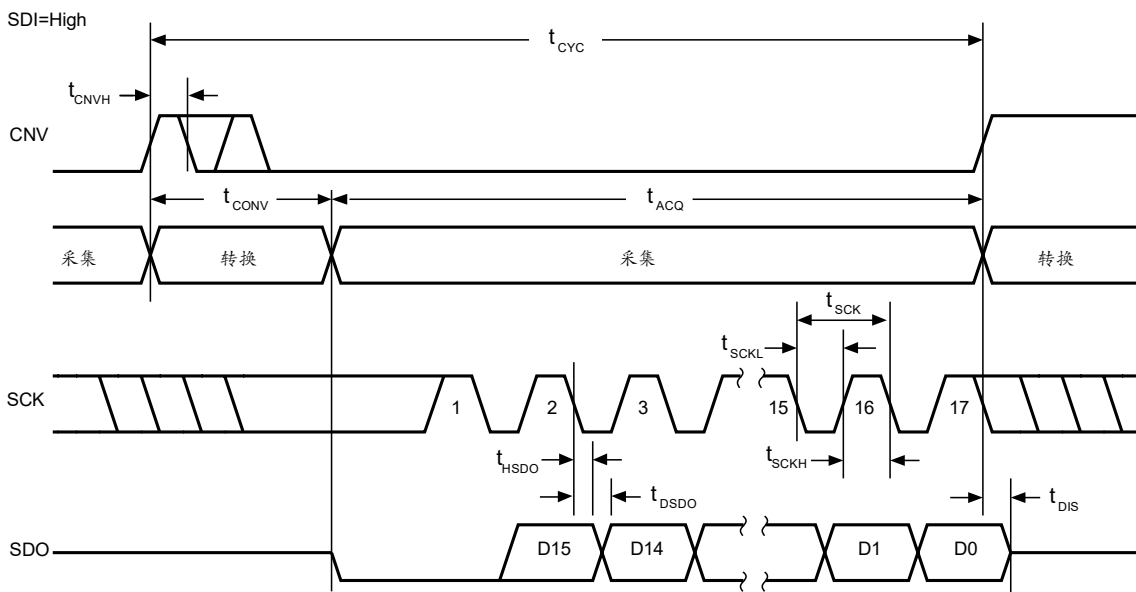 SDI=High
tCYC
tCNVH
CNV
tCONV
tACQ
采集 转换 采集 转换
tSCK
tSCKL
SCK
1 2 3 15 16 17
tHSDO
tSCKH
tDSDO
tDIS
SDO
D15 D14 D1 D0